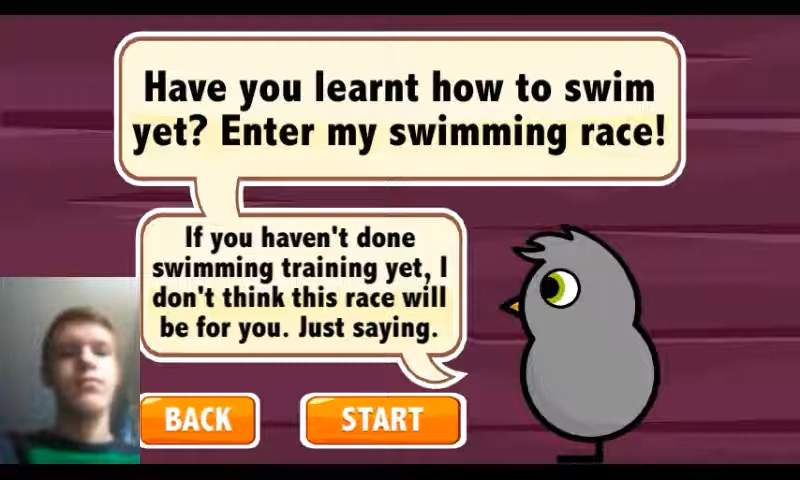 Have you learnt how to swim
yet? Enter my swimming race!
If you haven't done
swimming training yet, I
don't think this race will
be for you. Just saying.
BACK
START